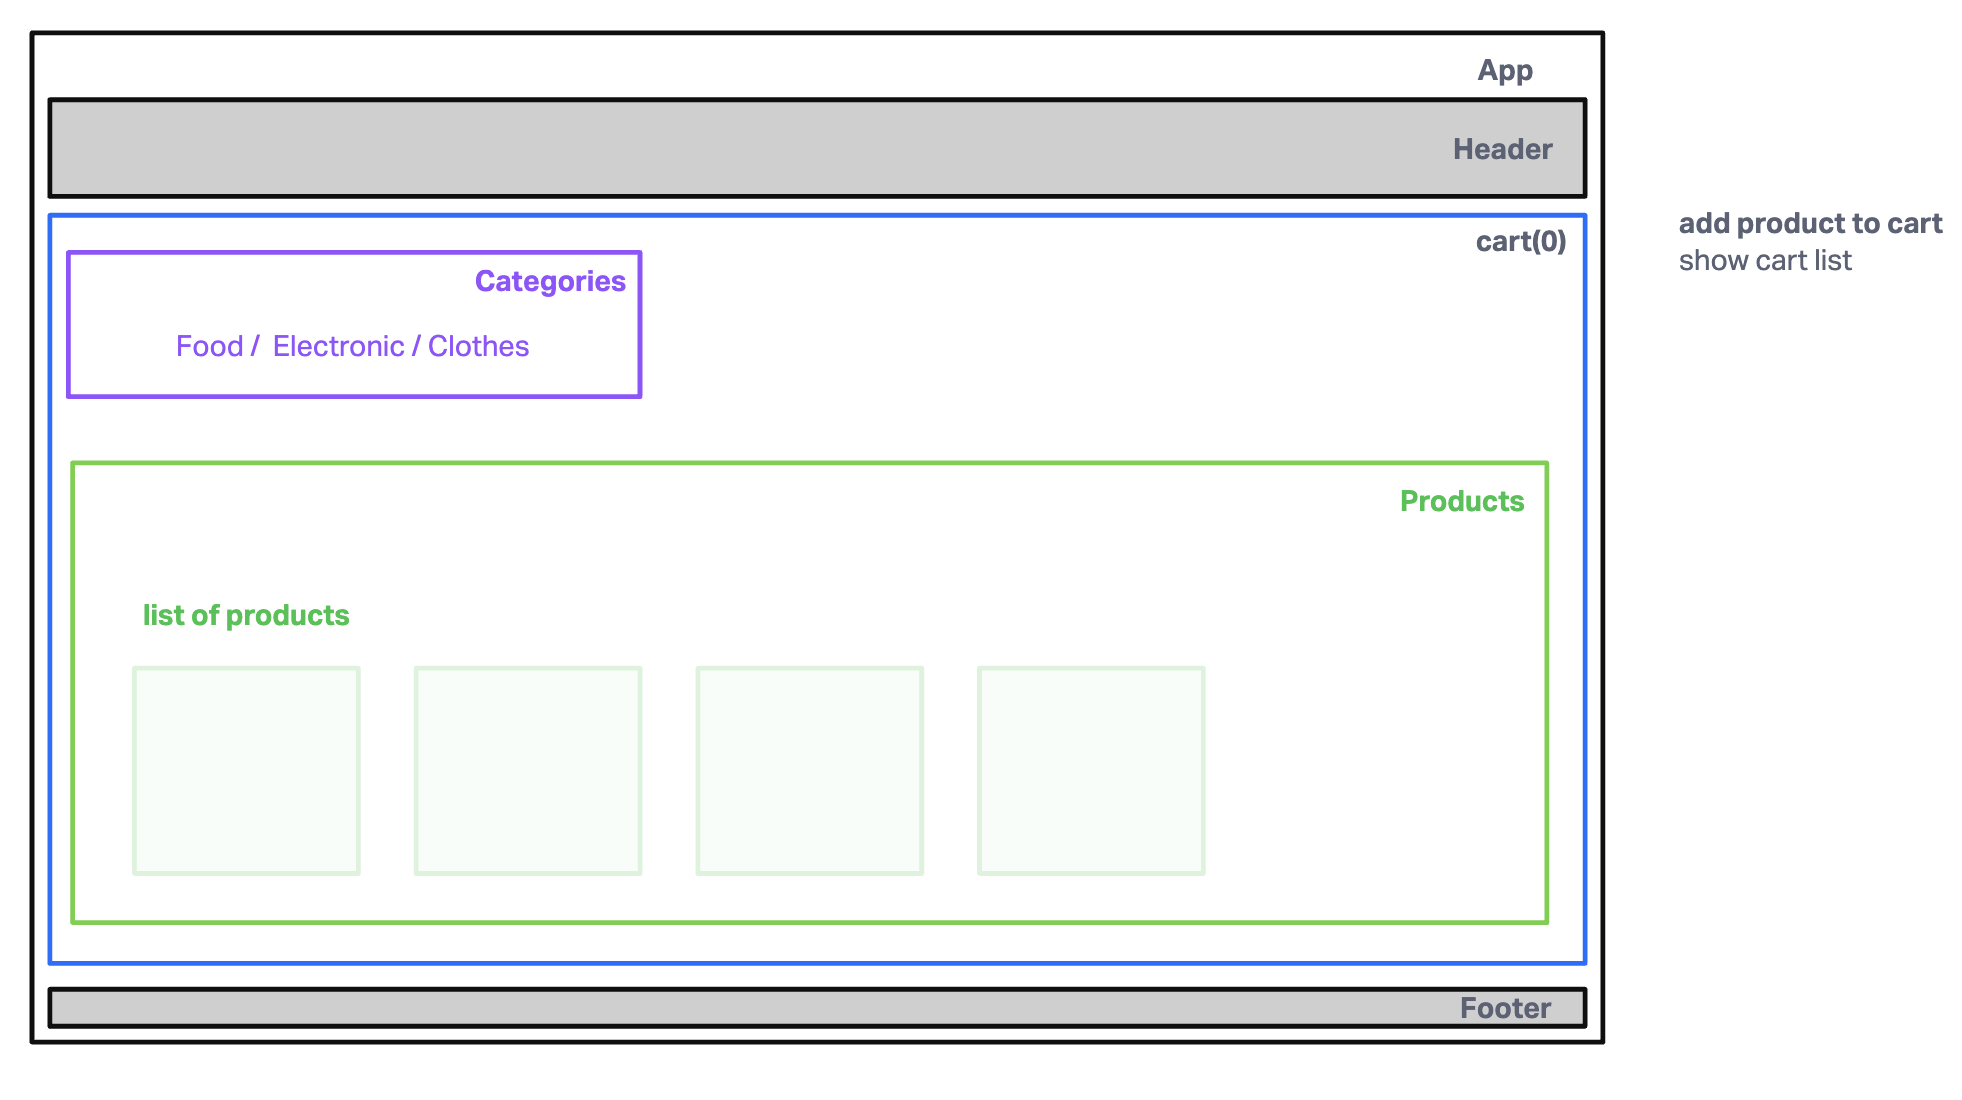 App
Header
add product to cart
show cart list
cart(0)
Categories
Food /  Electronic / Clothes
Products
list of products
Footer